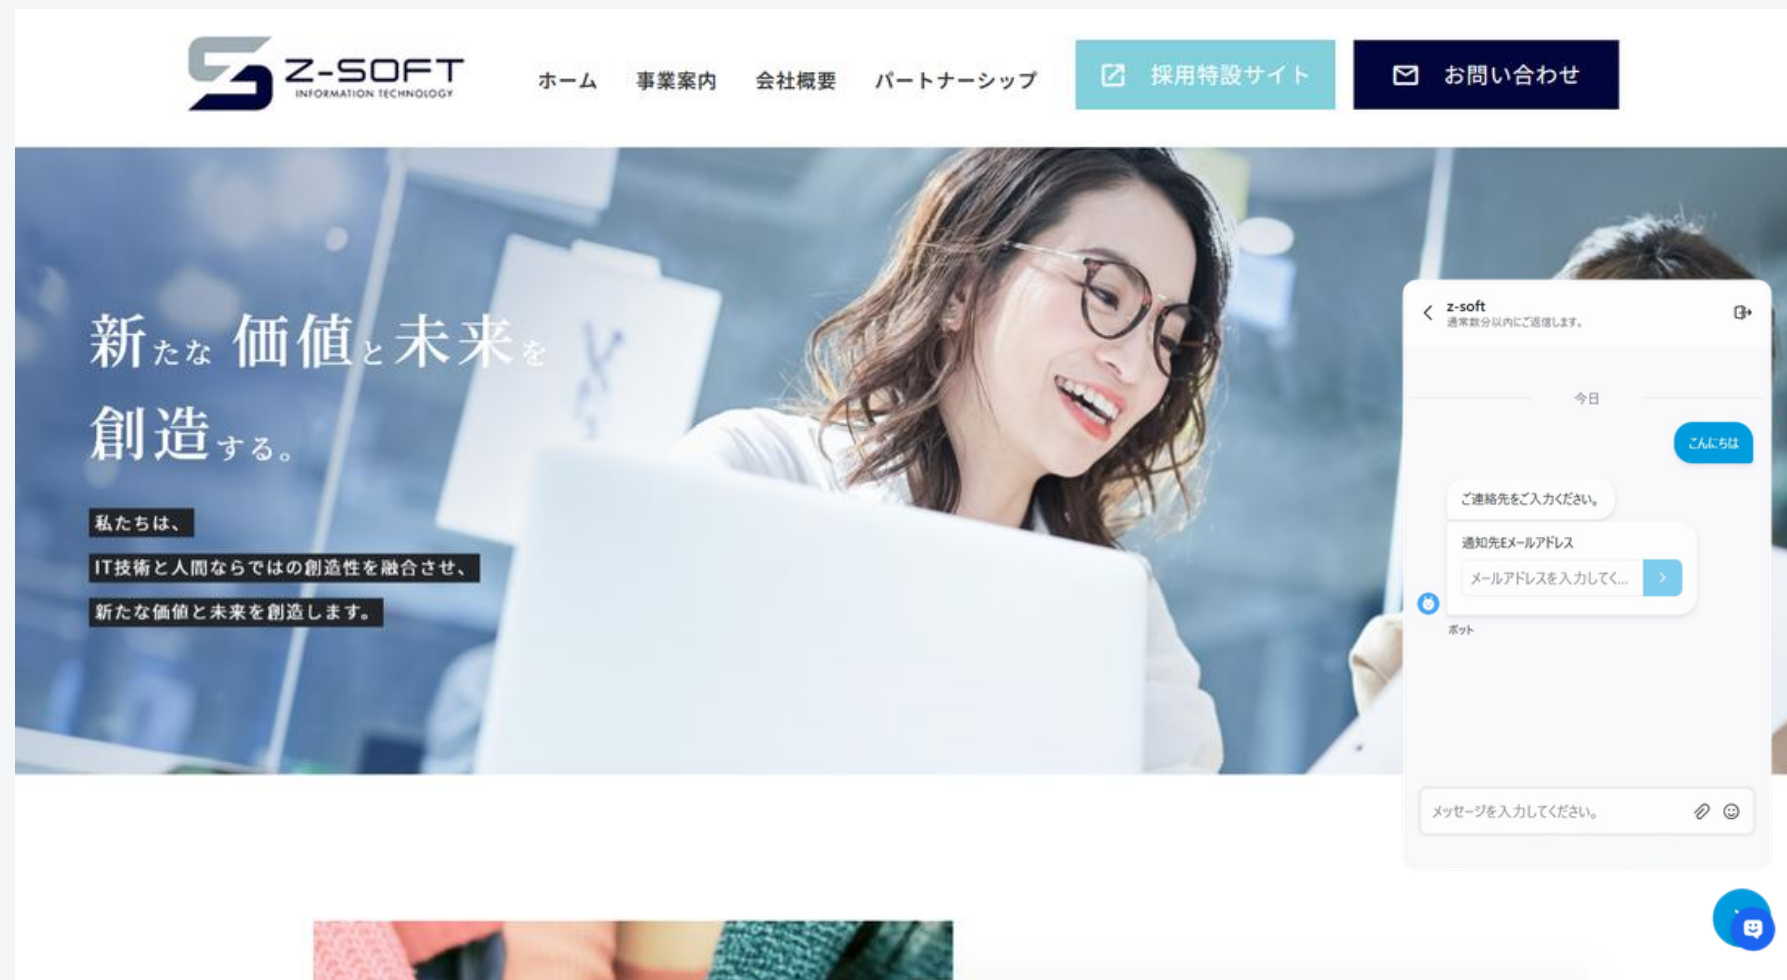 Z-SOFT
INFORMATION TECHNOLOGY
ホーム
事業案内
会社概要
パートナーシップ
採用特設サイト
お問い合わせ
新たな 価値と未来を
創造する。
私たちは、
IT技術と人間ならではの創造性を融合させ、
新たな価値と未来を創造します。
z-soft
通常数分以内にご返信します。
今日
こんにちは
ご連絡先をご入力ください。
通知先Eメールアドレス
メールアドレスを入力してく...
ボット
メッセージを入力してください。